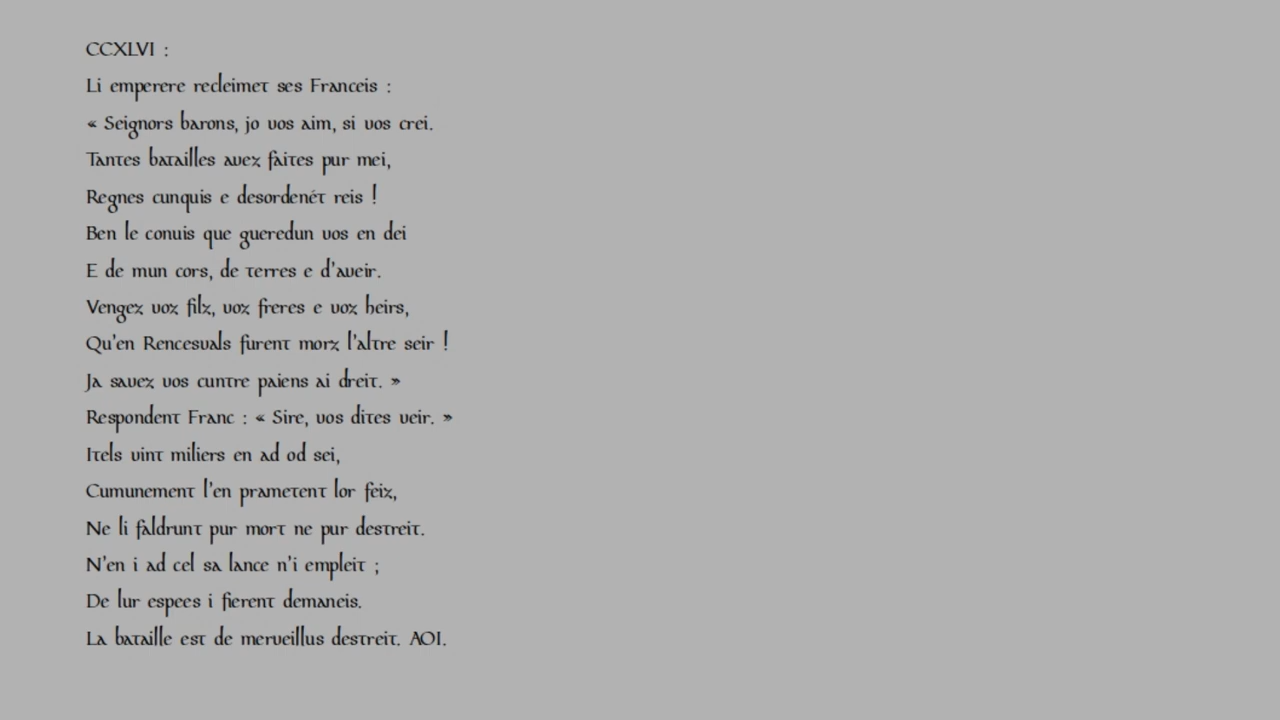 CCXLVI :
Li emperere recleimet ses Franceis :
« Seignors barons, jo vos aim, si vos crei.
Tantes batailles avez faites pur mei,
Regnes cunquis e desordenét reis !
Ben le conuis que gueredun vos en dei
E de mun cors, de terres e d'aveir.
Vengez voz filz, voz freres e voz heirs,
Qu'en Rencesvals furent morz l'altre seir !
Ja savez vos cuntre paiens ai dreit. »
Respondent Franc : « Sire, vos dites veir. »
Itels vint miliers en ad od sei,
Cumunement l'en prametent lor feiz,
Ne li faldrunt pur mort ne pur destreit.
N'en i ad cel sa lance n'i empleit ;
De lur espees i fierent demaneis.
La bataille est de merveillus destreit. AOI.